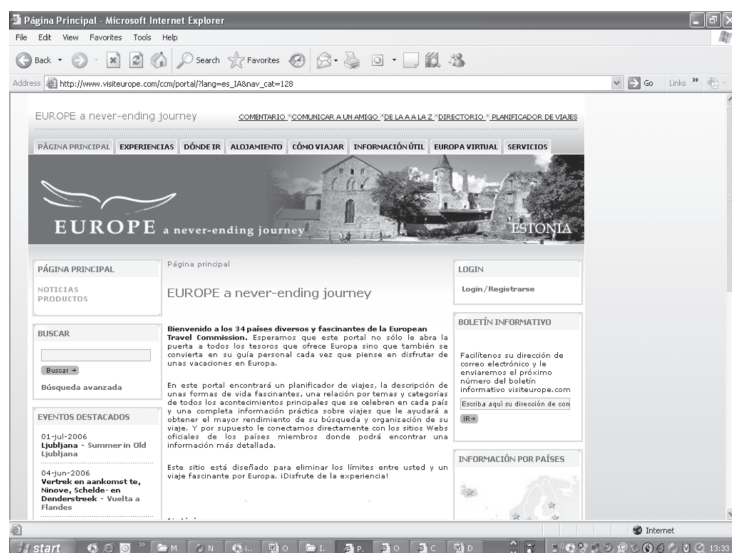 Página Principal - Microsoft Internet Explorer
File Edit View Favorites Tools Help
Back Search Favorites
Address http://www.visiteurope.com/ccm/portal/?lang=es_IA&nav_cat=128 Go Links »
EUROPE a never-ending journey
COMENTARIO COMUNICAR A UN AMIGO DE LA A A LA Z DIRECTORIO PLANIFICADOR DE VIAJES
PÁGINA PRINCIPAL EXPERIENCIAS DÓNDE IR ALOJAMIENTO CÓMO VIAJAR INFORMACIÓN ÚTIL EUROPA VIRTUAL SERVICIOS
EUROPE a never-ending journey
ESTONIA
PÁGINA PRINCIPAL
NOTICIAS
PRODUCTOS
BUSCAR
Buscar
Búsqueda avanzada
EVENTOS DESTACADOS
01-jul-2006
Ljubljana - Summer in Old
Ljubljana
04-jun-2006
Vertrek en aankomst te,
Ninove, Schelde- en
Denderstreek - Vuelta a
Flandes
Página principal
EUROPE a never-ending journey
Bienvenido a los 34 países diversos y fascinantes de la European
Travel Commission. Esperamos que este portal no sólo le abra la
puerta a todos los tesoros que ofrece Europa sino que también se
convierta en su guía personal cada vez que piense en disfrutar de
unas vacaciones en Europa.
En este portal encontrará un planificador de viajes, la descripción de
unas formas de vida fascinantes, una relación por temas y categorías
de todos los acontecimientos principales que se celebren en cada país
y una completa información práctica sobre viajes que le ayudará a
obtener el mayor rendimiento de su búsqueda y organización de su
viaje. Y por supuesto le conectamos directamente con los sitios Webs
oficiales de los países miembros donde podrá encontrar una
información más detallada.
Este sitio está diseñado para eliminar los límites entre usted y un
viaje fascinante por Europa. ¡Disfrute de la experiencia!
LOGIN
Login/Registrarse
BOLETÍN INFORMATIVO
Facilítenos su dirección de
correo electrónico y le
enviaremos el próximo
número del boletín
informativo visiteurope.com
Escriba aquí su dirección de con
IR
INFORMACIÓN POR PAÍSES
Internet
start M N L. O I. P. O C D 13:33